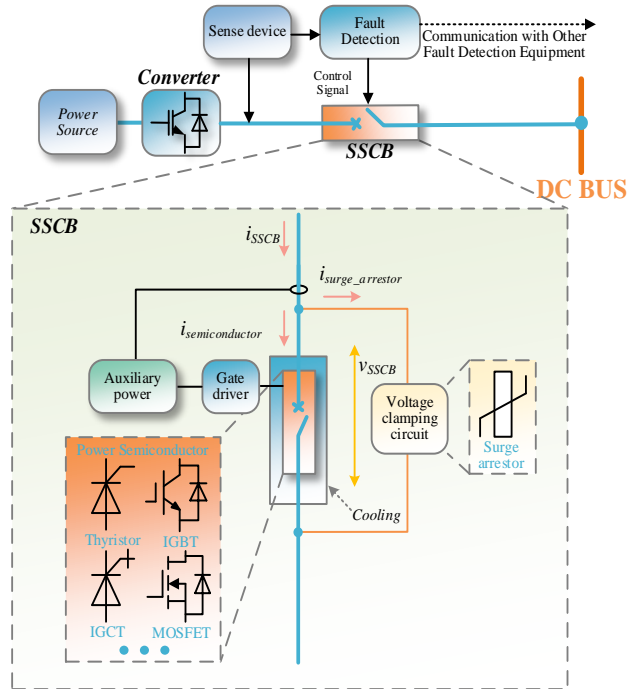 Sense device
Fault
Detection
Communication with Other
Fault Detection Equipment
Converter
Control
Signal
Power
Source
SSCB
DC BUS
SSCB
iSSCB
isurge_arrestor
isemiconductor
vSSCB
Auxiliary
power
Gate
driver
Voltage
clamping
circuit
Surge
arrestor
Power Semiconductor
Thyristor
IGBT
Cooling
IGCT
MOSFET